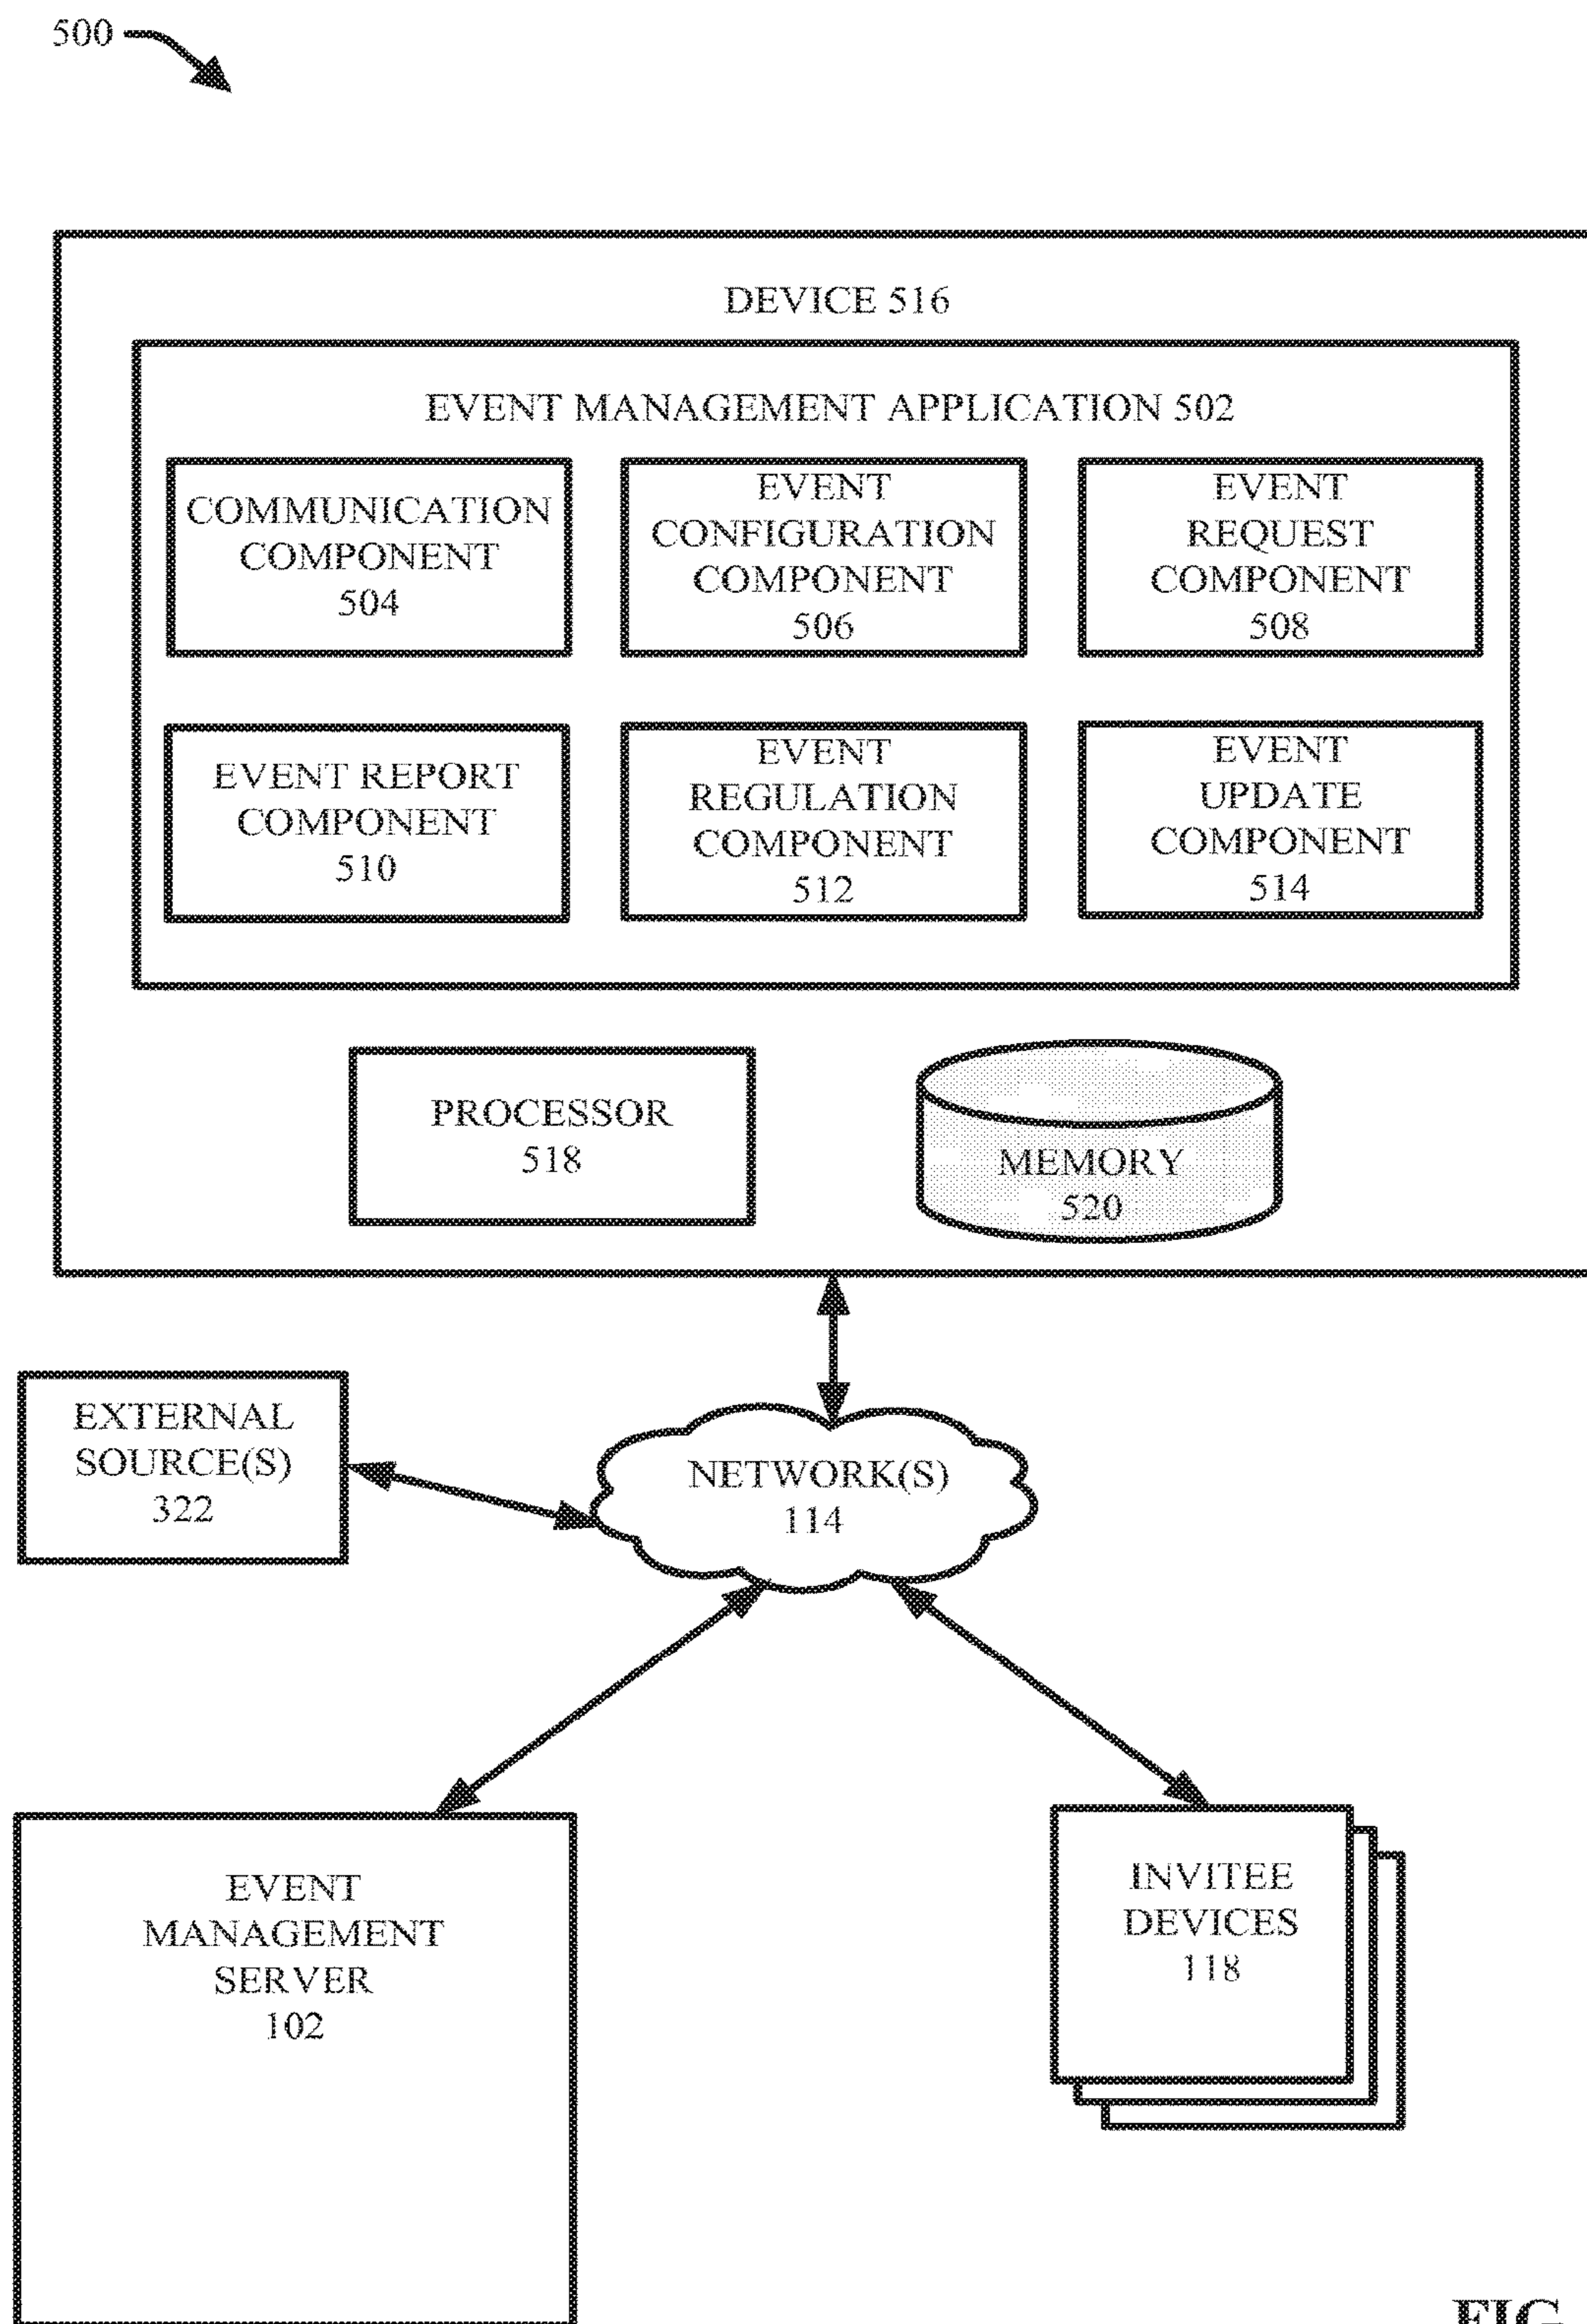 500
DEVICE 516
EVENT MANAGEMENT APPLICATION 502
COMMUNICATION
COMPONENT
504
EVENT
CONFIGURATION
COMPONENT
506
EVENT
REQUEST
COMPONENT
508
EVENT REPORT
COMPONENT
510
EVENT
REGULATION
COMPONENT
512
EVENT
UPDATE
COMPONENT
514
PROCESSOR
518
MEMORY
520
EXTERNAL
SOURCE(S)
322
NETWORK(S)
114
EVENT
MANAGEMENT
SERVER
102
INVITEE
DEVICES
118
FIG